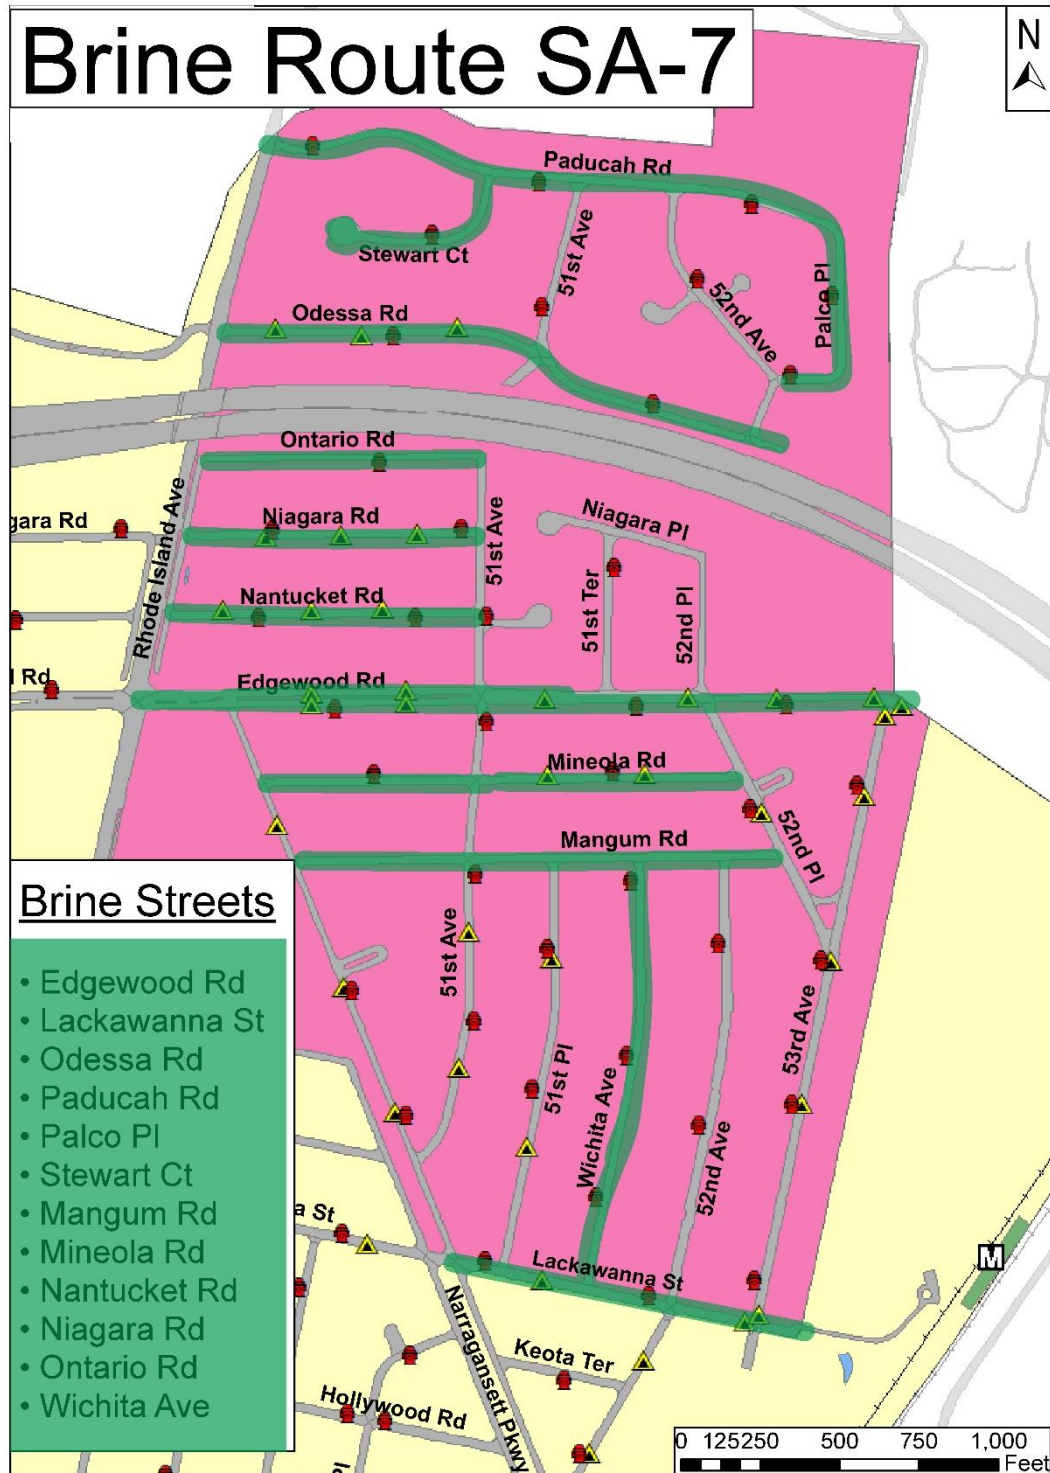 Brine Route SA-7
N
Paducah Rd
Stewart Ct
51st Ave
Palce Pl
52nd Ave
Odessa Rd
Ontario Rd
gara Rd
Niagara Rd
Niagara Pl
Rhode Island Ave
51st Ave
Nantucket Rd
51st Ter
52nd Pl
l Rd
Edgewood Rd
Mineola Rd
Mangum Rd
52nd Pl
Brine Streets
• Edgewood Rd
• Lackawanna St
• Odessa Rd
• Paducah Rd
• Palco Pl
• Stewart Ct
• Mangum Rd
• Mineola Rd
• Nantucket Rd
• Niagara Rd
• Ontario Rd
• Wichita Ave
51st Ave
51st Pl
Wichita Ave
52nd Ave
53rd Ave
a St
Lackawanna St
M
Narragansett Pkwy
Keota Ter
Hollywood Rd
Pl
0 125250 500 750 1,000
Feet